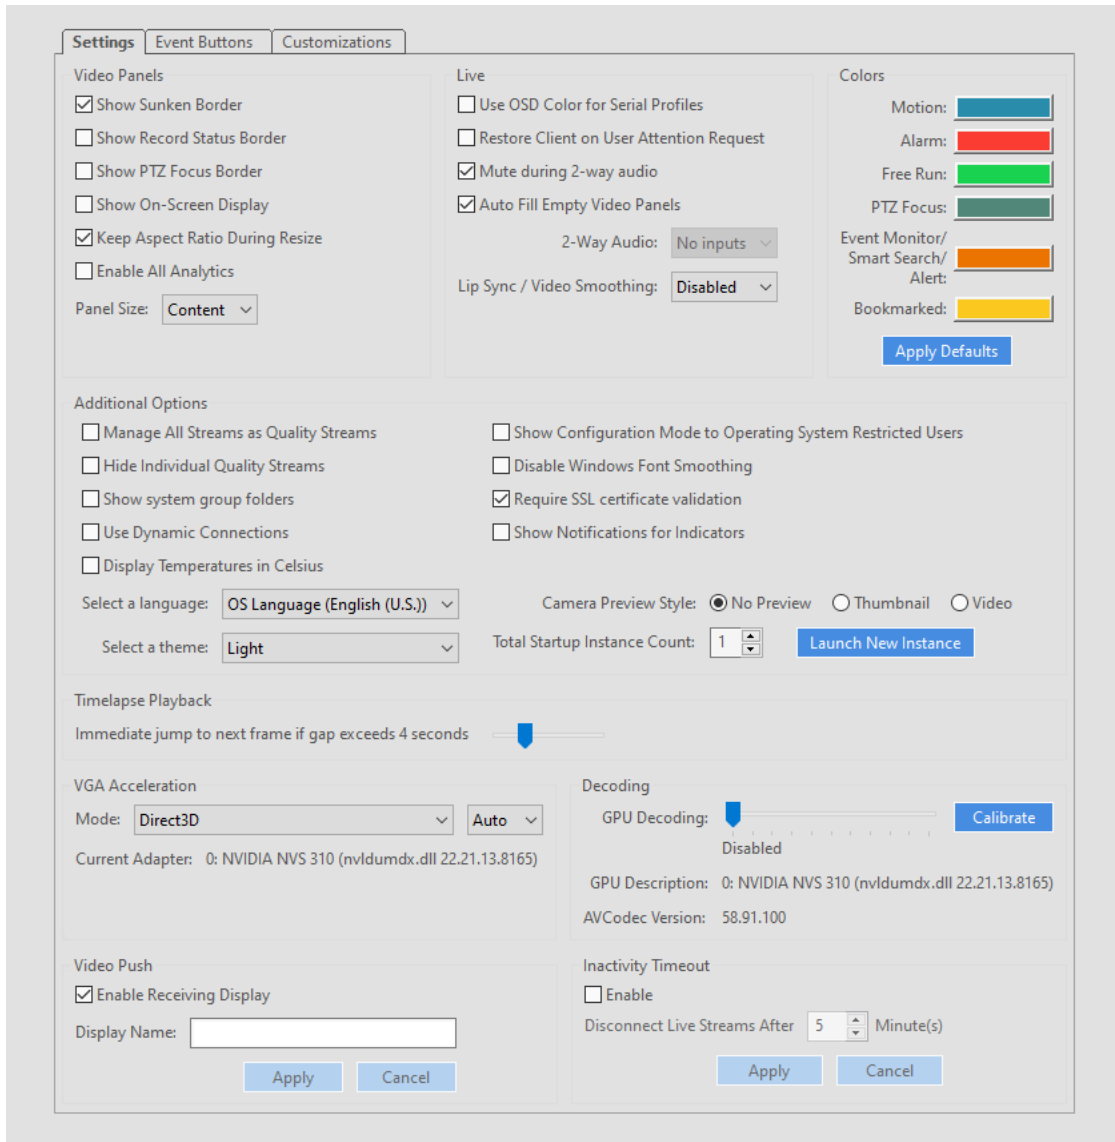 Settings
Event Buttons
Customizations
Video Panels
Show Sunken Border
Show Record Status Border
Show PTZ Focus Border
Show On-Screen Display
Keep Aspect Ratio During Resize
Enable All Analytics
Panel Size: Content
Live
Use OSD Color for Serial Profiles
Restore Client on User Attention Request
Mute during 2-way audio
Auto Fill Empty Video Panels
2-Way Audio: No inputs
Lip Sync / Video Smoothing: Disabled
Colors
Motion:
Alarm:
Free Run:
PTZ Focus:
Event Monitor/
Smart Search/
Alert:
Bookmarked:
Apply Defaults
Additional Options
Manage All Streams as Quality Streams
Hide Individual Quality Streams
Show system group folders
Use Dynamic Connections
Display Temperatures in Celsius
Select a language: OS Language (English (U.S.))
Select a theme: Light
Show Configuration Mode to Operating System Restricted Users
Disable Windows Font Smoothing
Require SSL certificate validation
Show Notifications for Indicators
Camera Preview Style: No Preview Thumbnail Video
Total Startup Instance Count: 1 Launch New Instance
Timelapse Playback
Immediate jump to next frame if gap exceeds 4 seconds
VGA Acceleration
Mode: Direct3D Auto
Current Adapter: 0: NVIDIA NVS 310 (nvldumdx.dll 22.21.13.8165)
Decoding
GPU Decoding: Calibrate
Disabled
GPU Description: 0: NVIDIA NVS 310 (nvldumdx.dll 22.21.13.8165)
AVCodec Version: 58.91.100
Video Push
Enable Receiving Display
Display Name:
Apply Cancel
Inactivity Timeout
Enable
Disconnect Live Streams After 5 Minute(s)
Apply Cancel